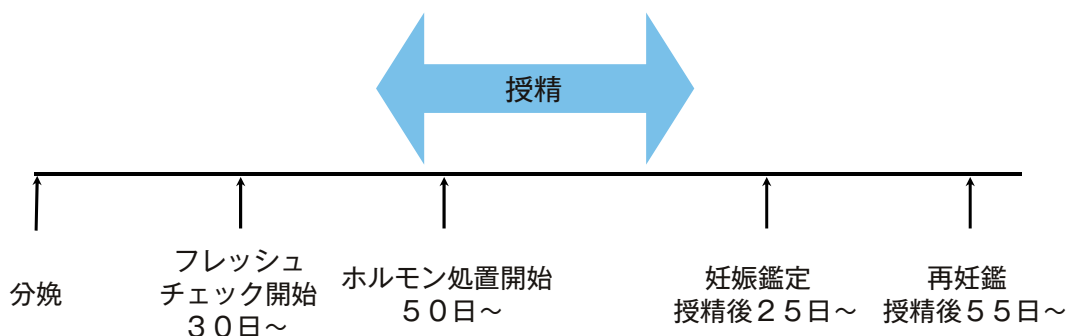 授精
分娩
フレッシュ
チェック開始
３０日～
ホルモン処置開始
５０日～
妊娠鑑定
授精後２５日～
再妊鑑
授精後５５日～